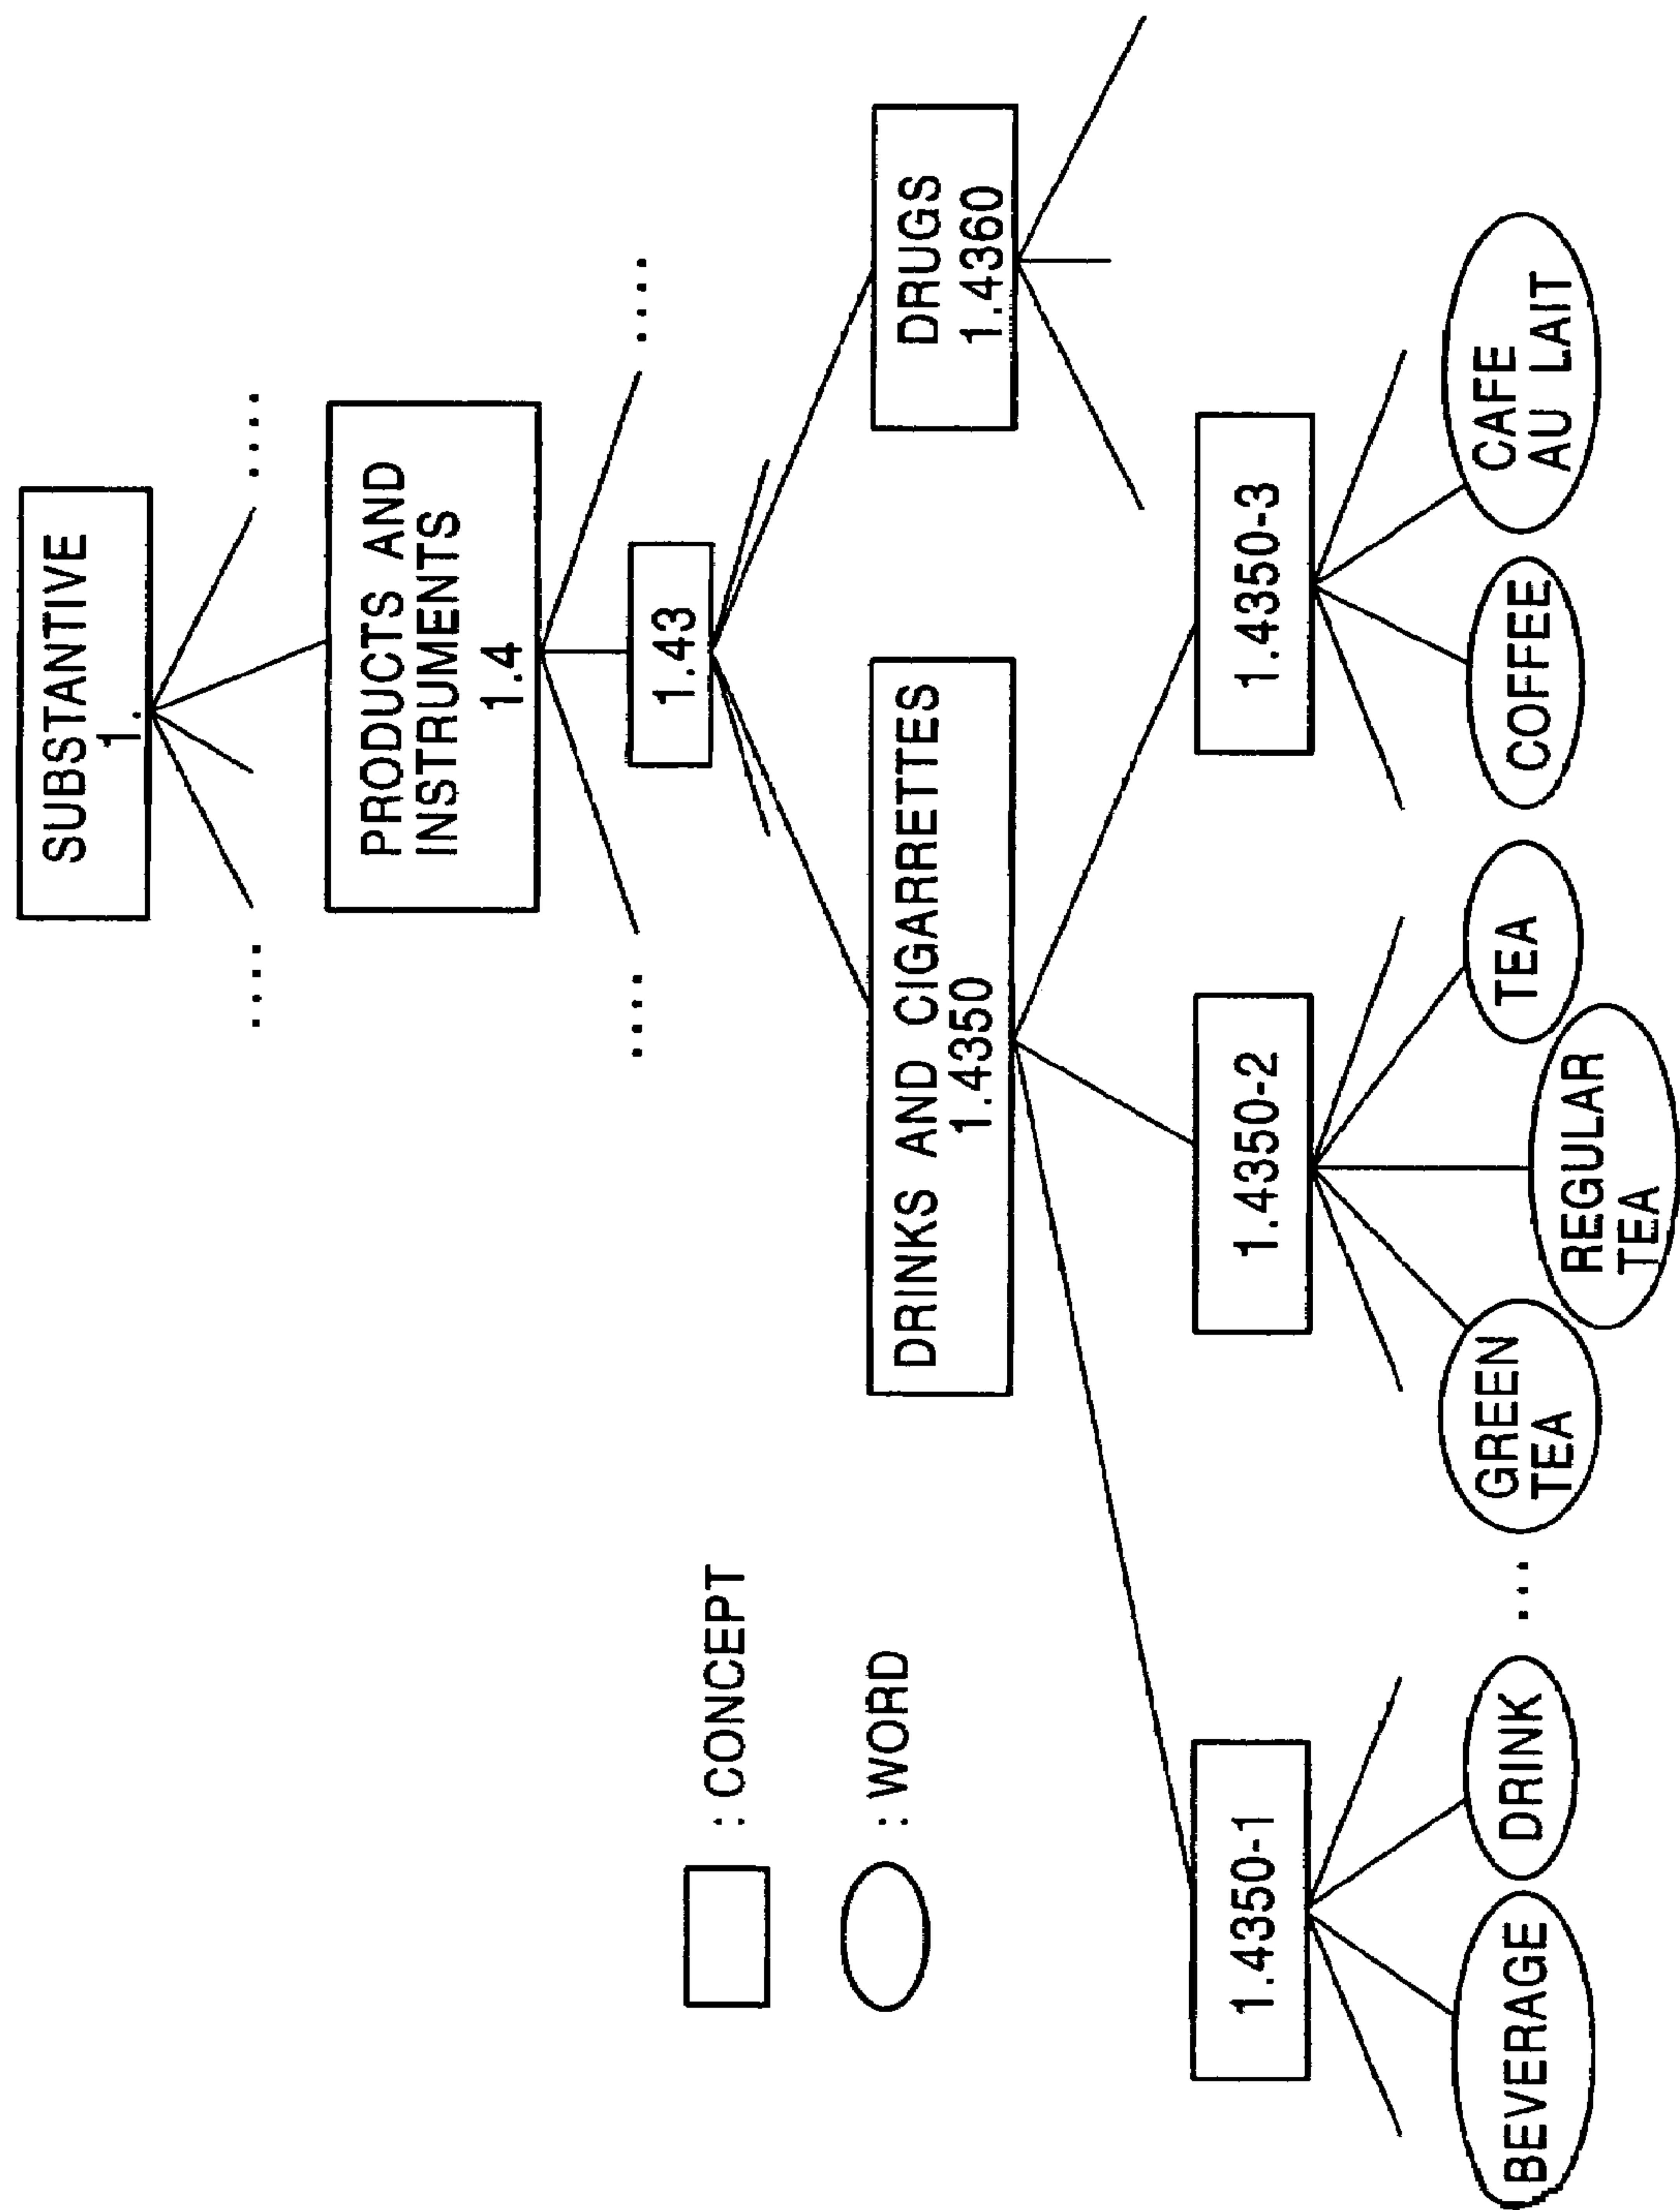 SUBSTANTIVE
1.
....
....
PRODUCTS AND
INSTRUMENTS
1.4
....
....
1.43
: CONCEPT
: WORD
DRINKS AND CIGARRETTES
1.4350
DRUGS
1.4360
1.4350-1
1.4350-2
1.4350-3
BEVERAGE
DRINK
...
GREEN
TEA
REGULAR
TEA
TEA
COFFEE
CAFE
AU LAIT